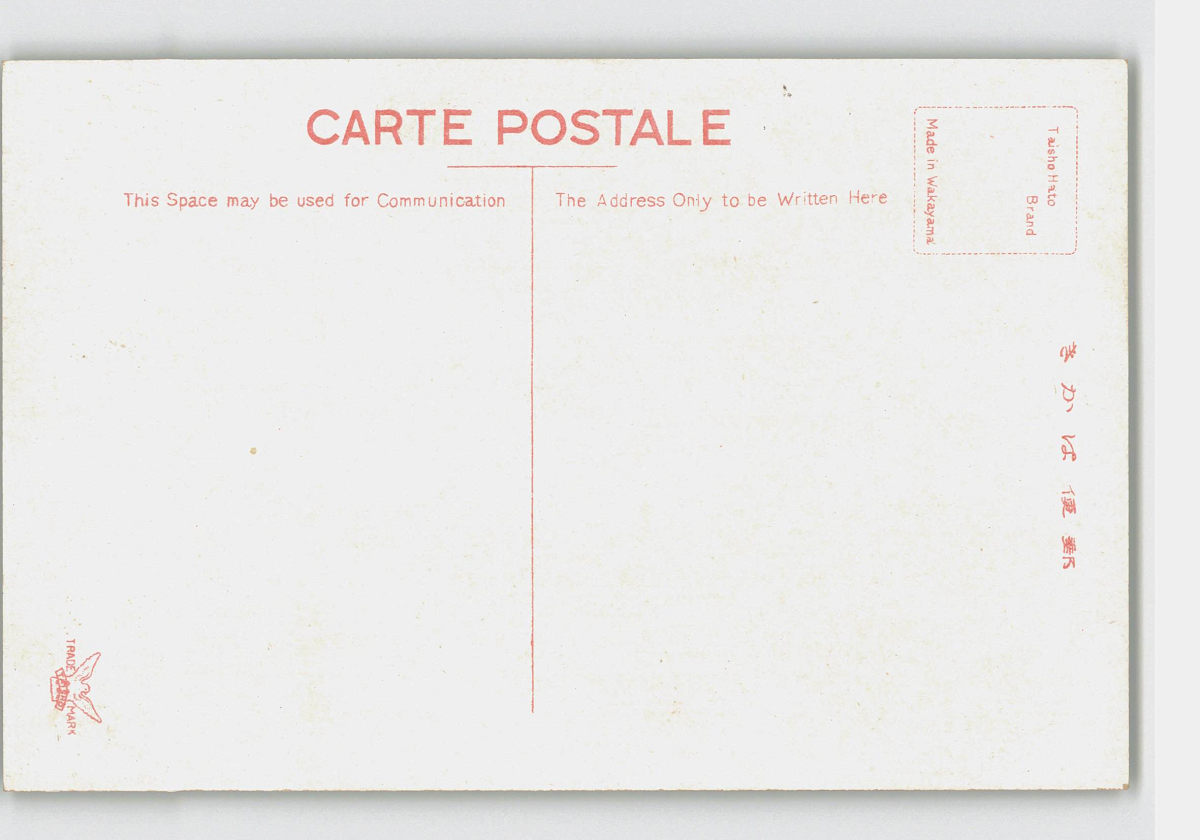 CARTE POSTALE
This Space may be used for Communication
The Address Only to be Written Here
Taisho Hato
Brand
Made in Wakayama
きかは便郵
TRADE MARK